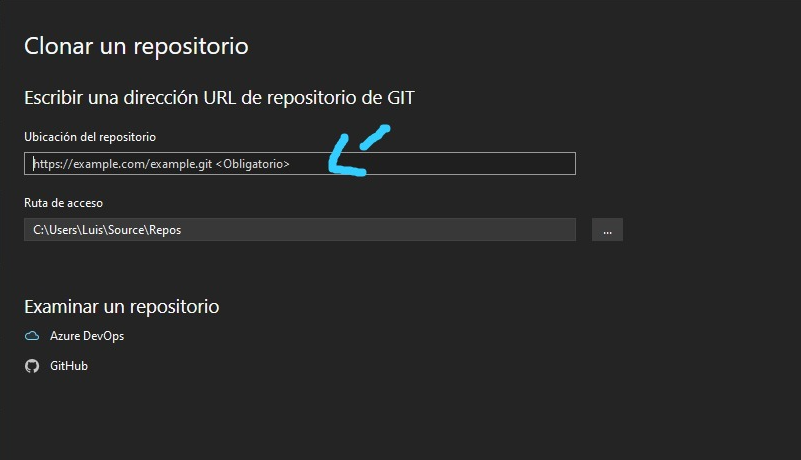 Clonar un repositorio
Escribir una dirección URL de repositorio de GIT
Ubicación del repositorio
https://example.com/example.git <Obligatorio>
Ruta de acceso
C:\Users\Luis\Source\Repos
...
Examinar un repositorio
Azure DevOps
GitHub